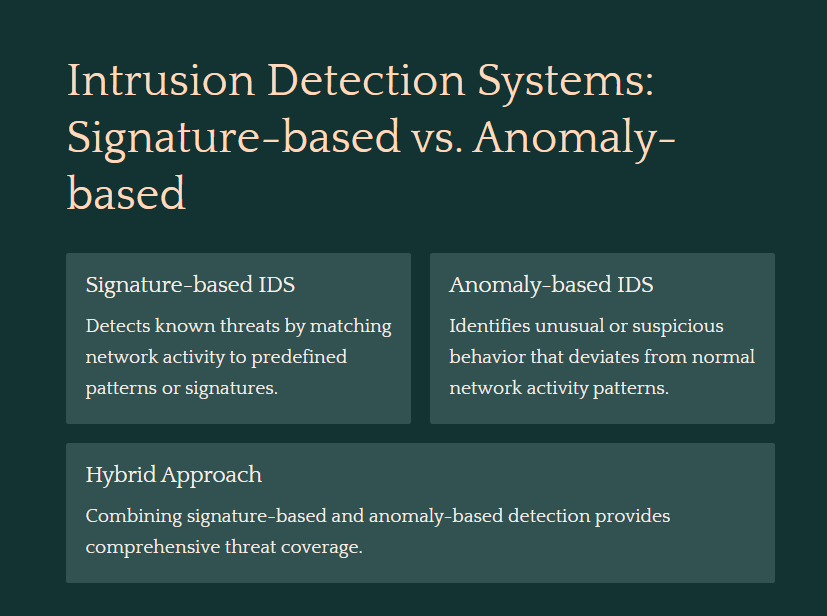 Intrusion Detection Systems:
Signature-based vs. Anomaly-
based
Signature-based IDS
Detects known threats by matching
network activity to predefined
patterns or signatures.
Anomaly-based IDS
Identifies unusual or suspicious
behavior that deviates from normal
network activity patterns.
Hybrid Approach
Combining signature-based and anomaly-based detection provides
comprehensive threat coverage.